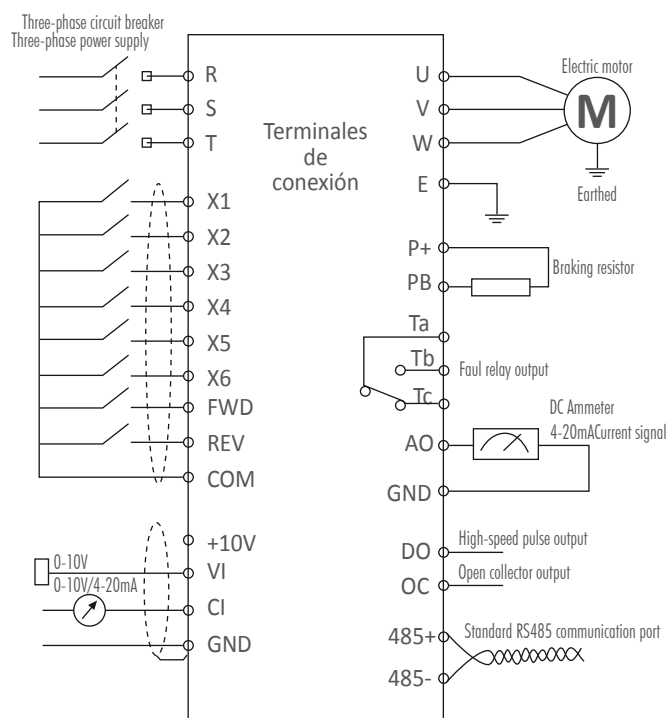 Three-phase circuit breaker
Three-phase power supply
R
S
T
Terminales
de
conexión
X1
X2
X3
X4
X5
X6
FWD
REV
COM
+10V
0-10V
VI
0-10V/4-20mA
CI
GND
U
Electric motor
V
M
W
E
Earthed
P+
PB
Braking resistor
Ta
Tb
Faul relay output
Tc
DC Ammeter
4-20mACurrent signal
AO
GND
DO
High-speed pulse output
OC
Open collector output
485+
Standard RS485 communication port
485-